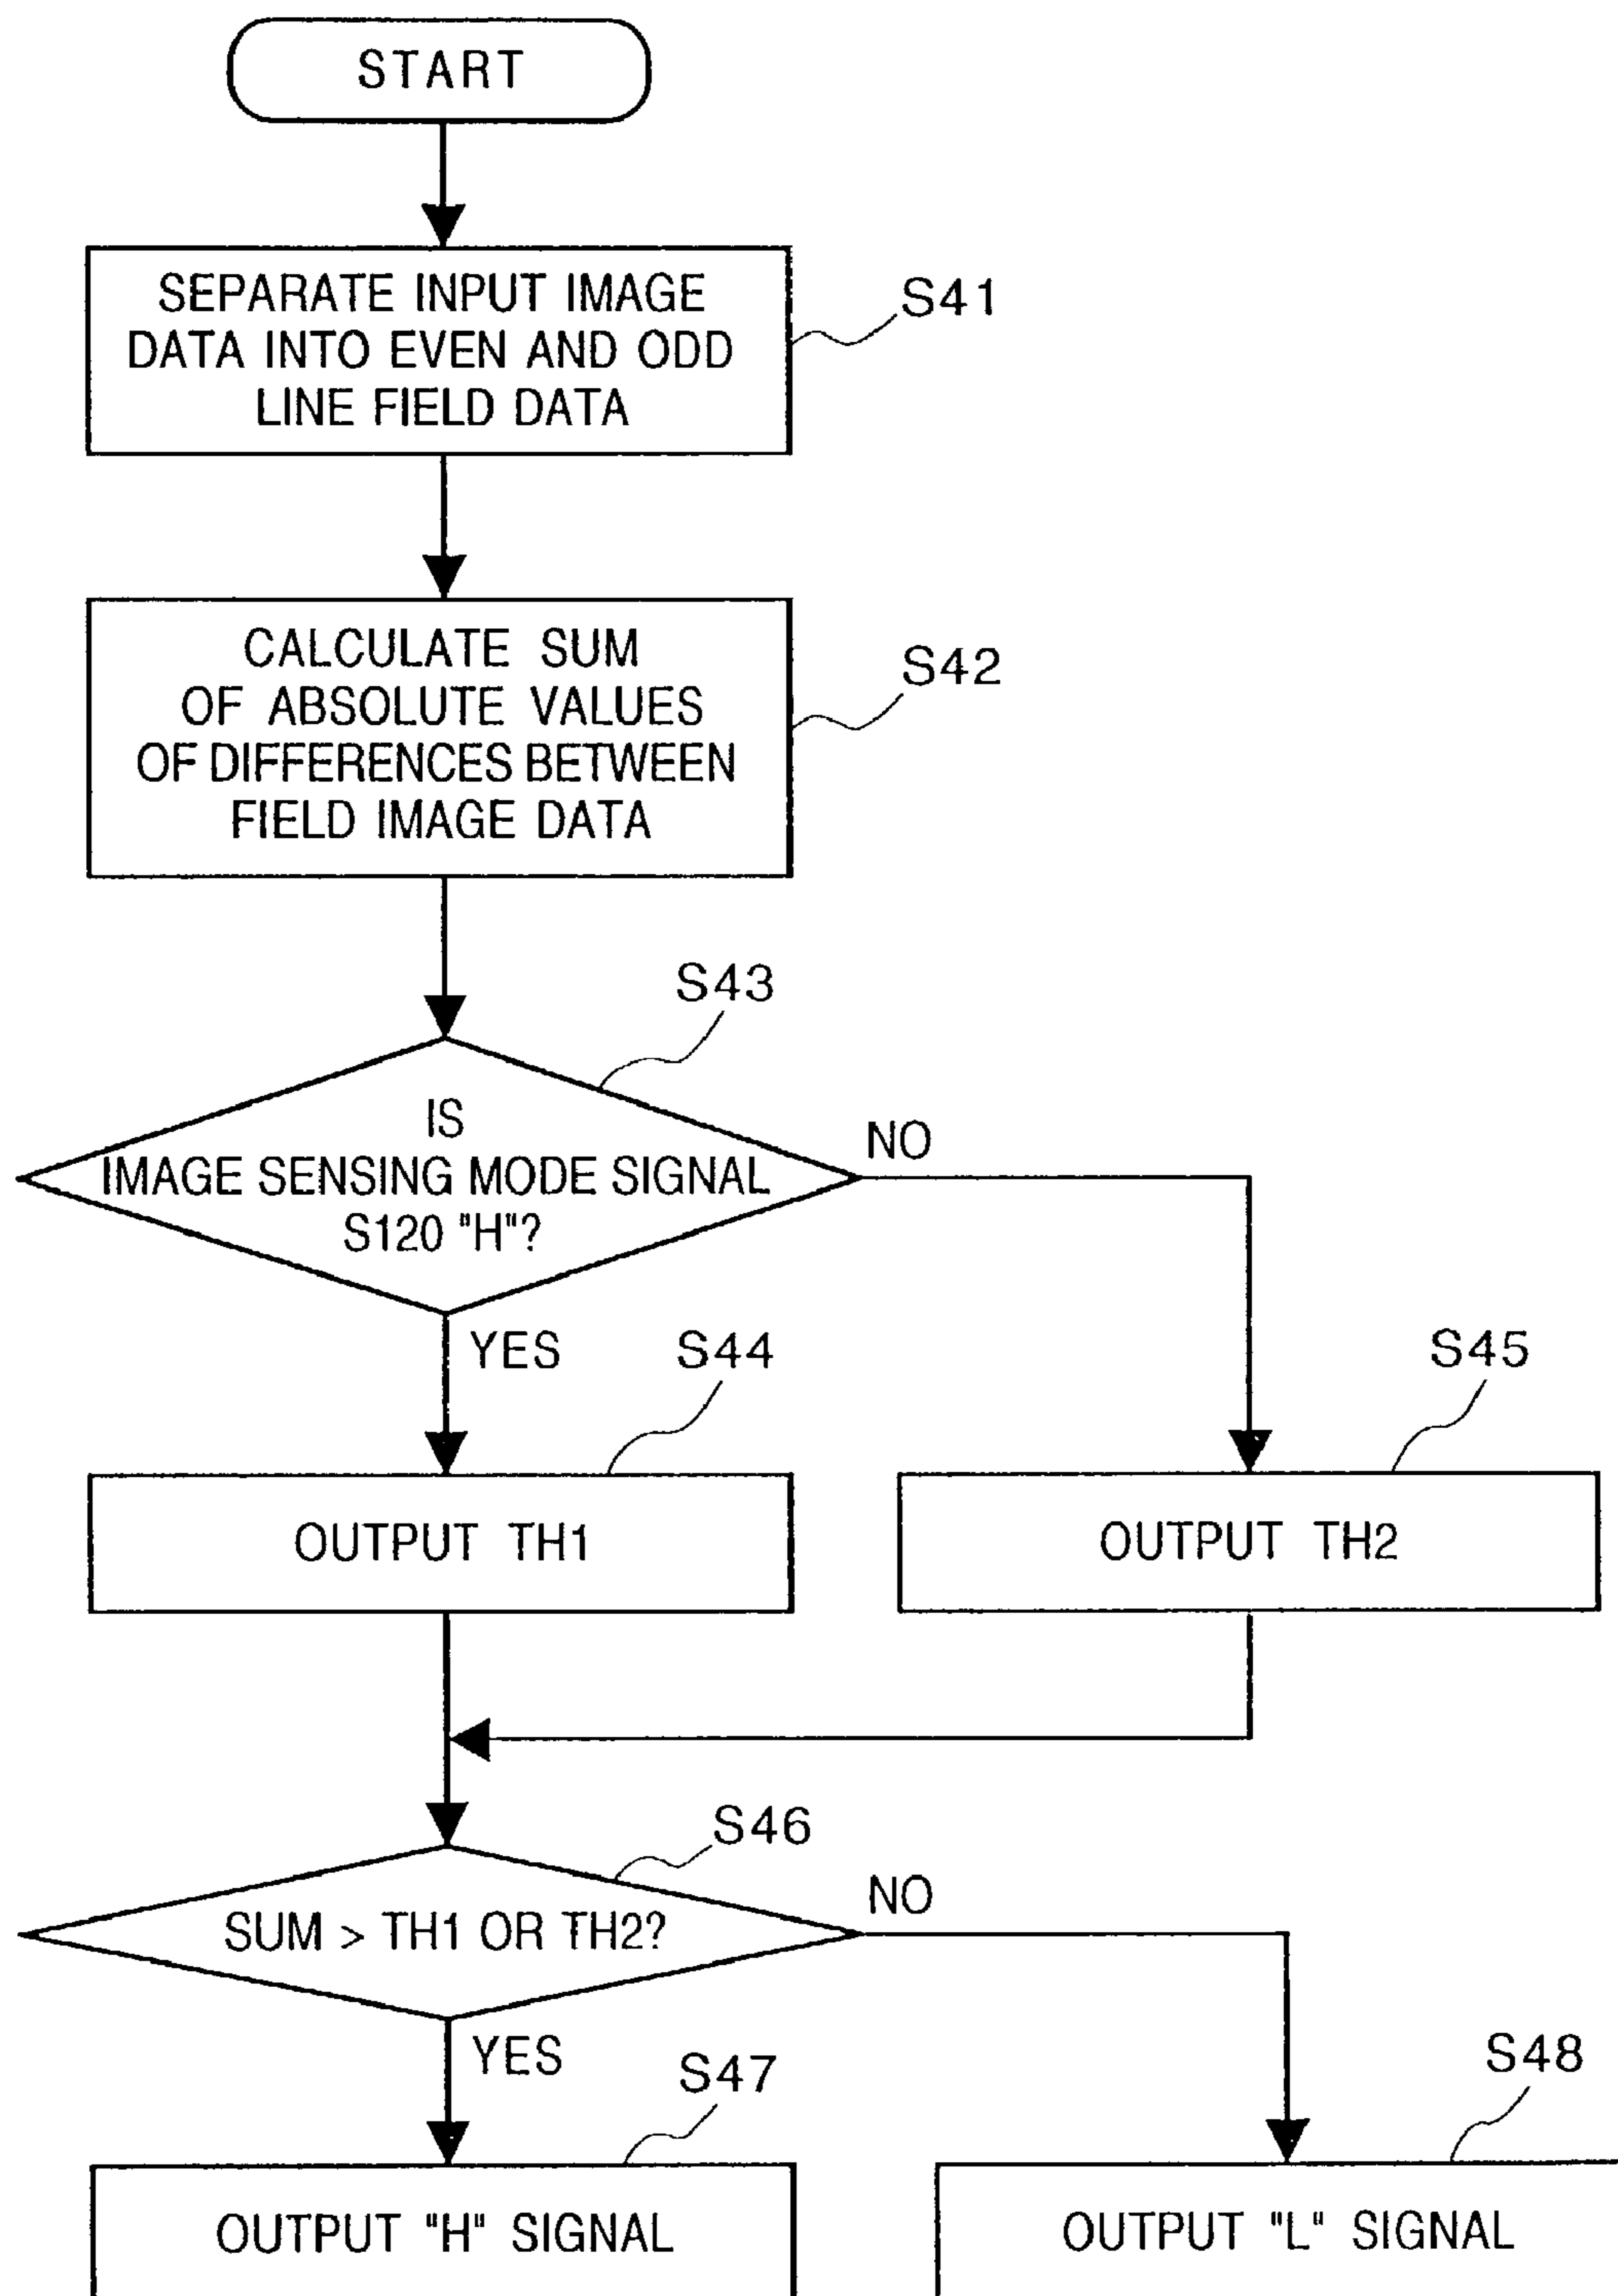 START
SEPARATE INPUT IMAGE
DATA INTO EVEN AND ODD
LINE FIELD DATA
S41
CALCULATE SUM
OF ABSOLUTE VALUES
OF DIFFERENCES BETWEEN
FIELD IMAGE DATA
S42
S43
IS
IMAGE SENSING MODE SIGNAL
S120 "H"?
NO
YES
S44
S45
OUTPUT TH1
OUTPUT TH2
S46
SUM > TH1 OR TH2?
NO
YES
S47
S48
OUTPUT "H" SIGNAL
OUTPUT "L" SIGNAL